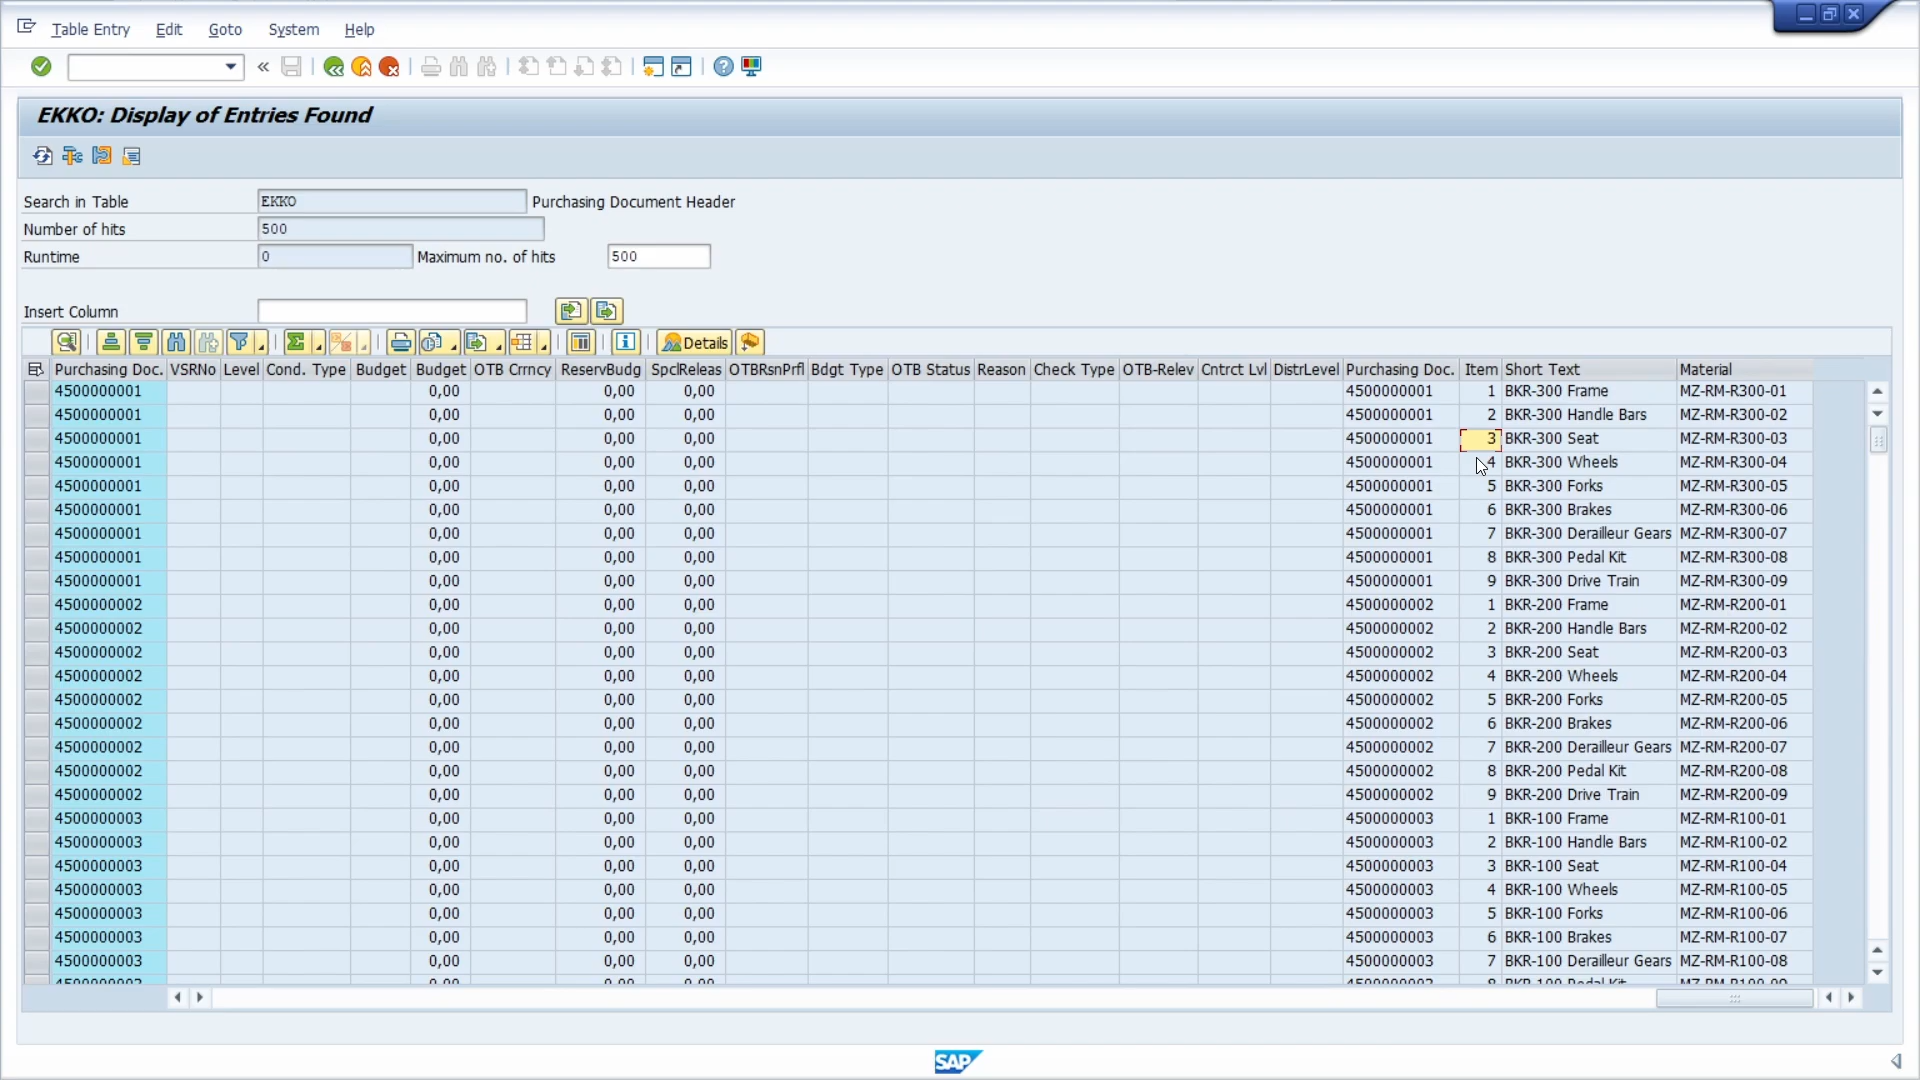 Table Entry Edit Goto System Help
EKKO: Display of Entries Found
Search in Table EKKO Purchasing Document Header
Number of hits 500
Runtime 0 Maximum no. of hits 500
Insert Column
Details
Purchasing Doc. VSRNo Level Cond. Type Budget Budget OTB Crrncy ReservBudg SpclReleas OTBRsnPrfl Bdgt Type OTB Status Reason Check Type OTB-Relev Cntrct Lvl DistrLevel Purchasing Doc. Item Short Text Material
4500000001 0,00 0,00 0,00 4500000001 1 BKR-300 Frame MZ-RM-R300-01
4500000001 0,00 0,00 0,00 4500000001 2 BKR-300 Handle Bars MZ-RM-R300-02
4500000001 0,00 0,00 0,00 4500000001 3 BKR-300 Seat MZ-RM-R300-03
4500000001 0,00 0,00 0,00 4500000001 4 BKR-300 Wheels MZ-RM-R300-04
4500000001 0,00 0,00 0,00 4500000001 5 BKR-300 Forks MZ-RM-R300-05
4500000001 0,00 0,00 0,00 4500000001 6 BKR-300 Brakes MZ-RM-R300-06
4500000001 0,00 0,00 0,00 4500000001 7 BKR-300 Derailleur Gears MZ-RM-R300-07
4500000001 0,00 0,00 0,00 4500000001 8 BKR-300 Pedal Kit MZ-RM-R300-08
4500000001 0,00 0,00 0,00 4500000001 9 BKR-300 Drive Train MZ-RM-R300-09
4500000002 0,00 0,00 0,00 4500000002 1 BKR-200 Frame MZ-RM-R200-01
4500000002 0,00 0,00 0,00 4500000002 2 BKR-200 Handle Bars MZ-RM-R200-02
4500000002 0,00 0,00 0,00 4500000002 3 BKR-200 Seat MZ-RM-R200-03
4500000002 0,00 0,00 0,00 4500000002 4 BKR-200 Wheels MZ-RM-R200-04
4500000002 0,00 0,00 0,00 4500000002 5 BKR-200 Forks MZ-RM-R200-05
4500000002 0,00 0,00 0,00 4500000002 6 BKR-200 Brakes MZ-RM-R200-06
4500000002 0,00 0,00 0,00 4500000002 7 BKR-200 Derailleur Gears MZ-RM-R200-07
4500000002 0,00 0,00 0,00 4500000002 8 BKR-200 Pedal Kit MZ-RM-R200-08
4500000002 0,00 0,00 0,00 4500000002 9 BKR-200 Drive Train MZ-RM-R200-09
4500000003 0,00 0,00 0,00 4500000003 1 BKR-100 Frame MZ-RM-R100-01
4500000003 0,00 0,00 0,00 4500000003 2 BKR-100 Handle Bars MZ-RM-R100-02
4500000003 0,00 0,00 0,00 4500000003 3 BKR-100 Seat MZ-RM-R100-04
4500000003 0,00 0,00 0,00 4500000003 4 BKR-100 Wheels MZ-RM-R100-05
4500000003 0,00 0,00 0,00 4500000003 5 BKR-100 Forks MZ-RM-R100-06
4500000003 0,00 0,00 0,00 4500000003 6 BKR-100 Brakes MZ-RM-R100-07
4500000003 0,00 0,00 0,00 4500000003 7 BKR-100 Derailleur Gears MZ-RM-R100-08
SAP